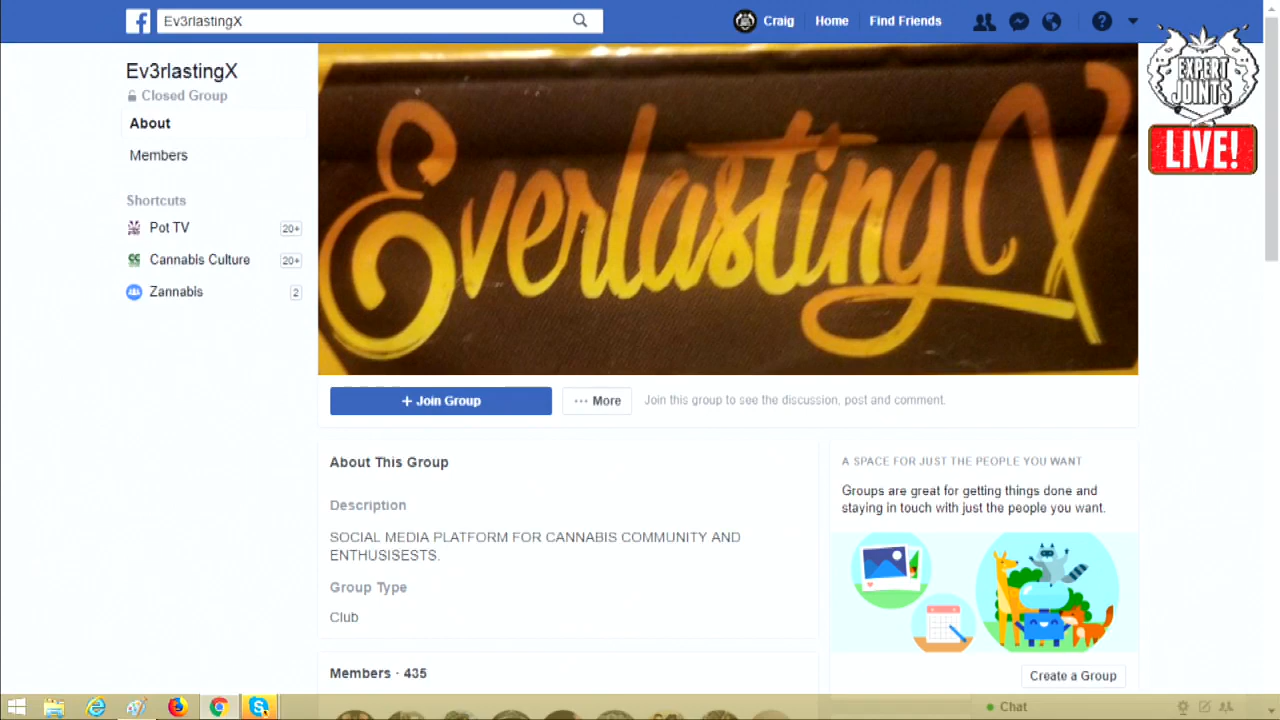 Ev3rlastingX
Craig
Home
Find Friends
EXPERT
JOINTS
LIVE!
Ev3rlastingX
Closed Group
About
Members
Shortcuts
Pot TV 20+
Cannabis Culture 20+
Zannabis 2
EverlastingX
+ Join Group
··· More
Join this group to see the discussion, post and comment.
About This Group
Description
SOCIAL MEDIA PLATFORM FOR CANNABIS COMMUNITY AND
ENTHUSISESTS.
Group Type
Club
Members · 435
A SPACE FOR JUST THE PEOPLE YOU WANT
Groups are great for getting things done and
staying in touch with just the people you want.
Create a Group
Chat